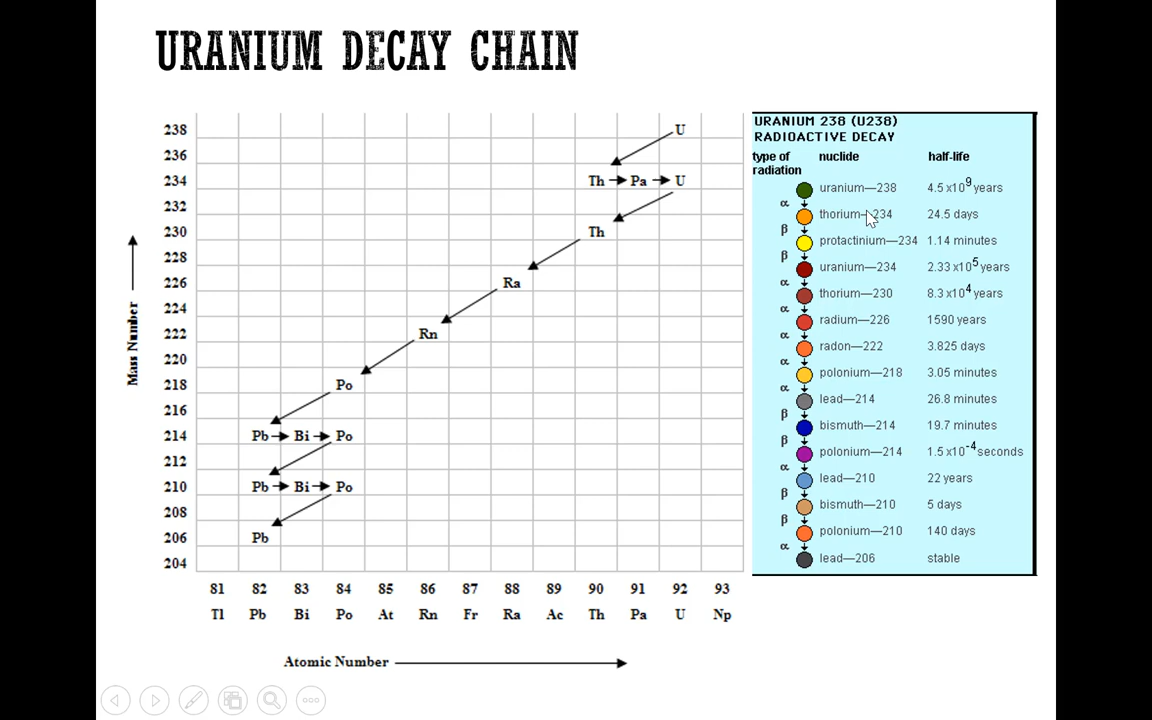 URANIUM DECAY CHAIN
238
236
234
232
230
228
226
224
222
220
218
216
214
212
210
208
206
204
Mass Number
U
Th Pa U
Th
Ra
Rn
Po
Pb Bi Po
Pb Bi Po
Pb
81 82 83 84 85 86 87 88 89 90 91 92 93
Tl Pb Bi Po At Rn Fr Ra Ac Th Pa U Np
Atomic Number
URANIUM 238 (U238)
RADIOACTIVE DECAY
type of radiation nuclide half-life
uranium—238 4.5 x10^9 years
α
thorium—234 24.5 days
β
protactinium—234 1.14 minutes
β
uranium—234 2.33 x10^5 years
α
thorium—230 8.3 x10^4 years
α
radium—226 1590 years
α
radon—222 3.825 days
α
polonium—218 3.05 minutes
α
lead—214 26.8 minutes
β
bismuth—214 19.7 minutes
β
polonium—214 1.5 x10^-4 seconds
α
lead—210 22 years
β
bismuth—210 5 days
β
polonium—210 140 days
α
lead—206 stable